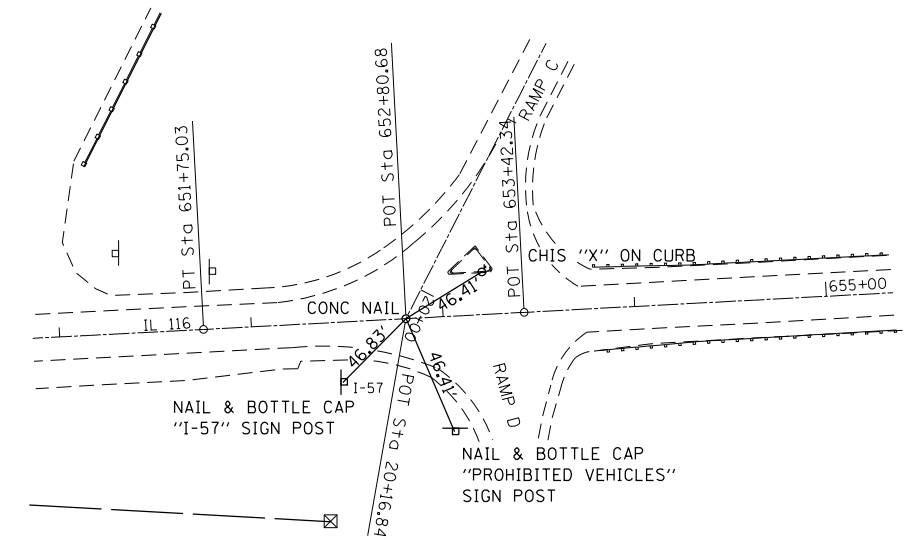 RAMP C
POT Sta 652+80.68
PT Sta 651+75.03
POT Sta 653+42.34
CHIS "X" ON CURB
655+00
CONC NAIL
46.41'
IL 116
46.83'
46.41'
I-57
RAMP D
NAIL & BOTTLE CAP
"I-57" SIGN POST
POT Sta 20+16.84
NAIL & BOTTLE CAP
"PROHIBITED VEHICLES"
SIGN POST